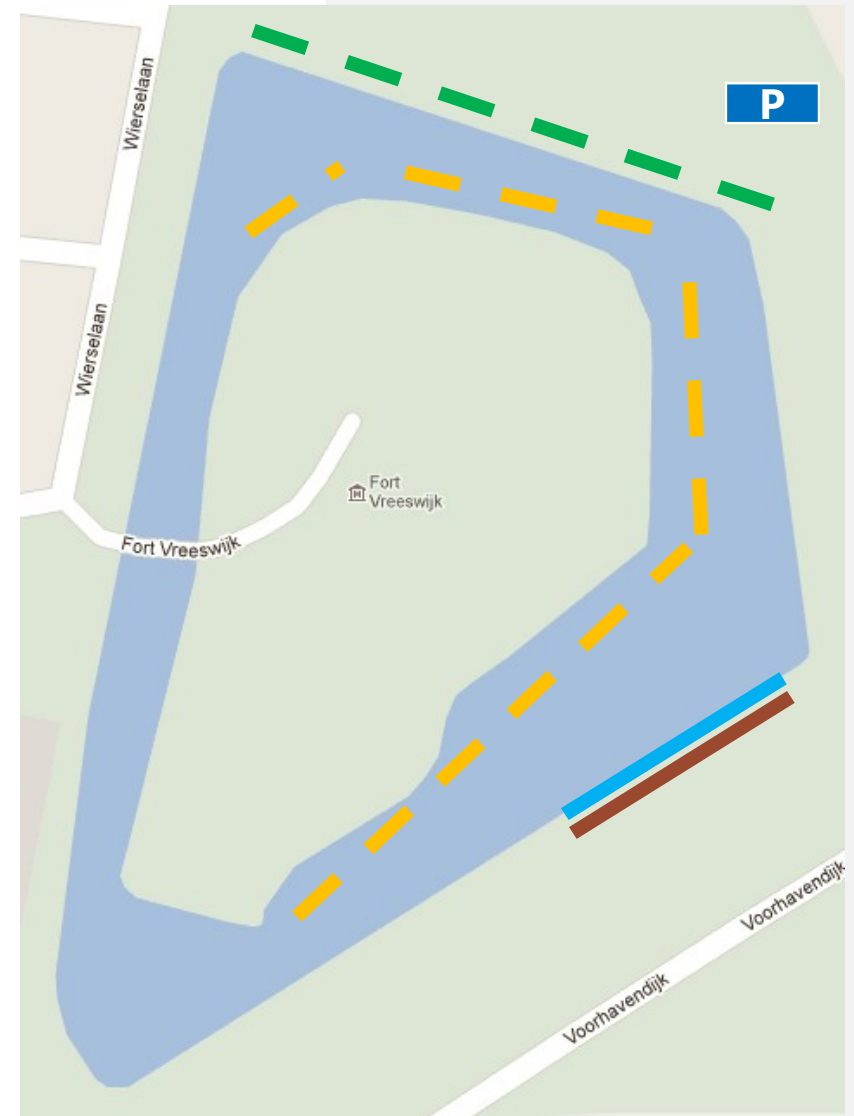 Wierselaan
P
Wierselaan
Fort
Vreeswijk
Fort Vreeswijk
Voorhavendijk
Voorhavendijk